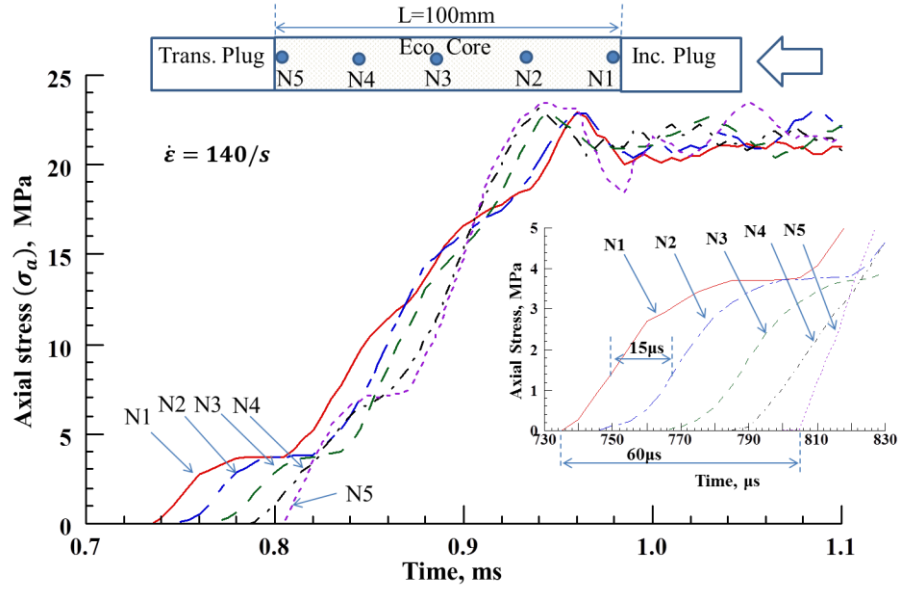 L=100mm
Trans. Plug
Eco Core
Inc. Plug
N5
N4
N3
N2
N1
25
20
15
10
5
0
Axial stress (σₐ), MPa
ε̇ = 140/s
N1
N2
N3
N4
N5
0.7
0.8
0.9
1.0
1.1
Time, ms
5
4
3
2
1
0
Axial Stress, MPa
N1
N2
N3
N4
N5
15μs
730
750
770
790
810
830
60μs
Time, μs